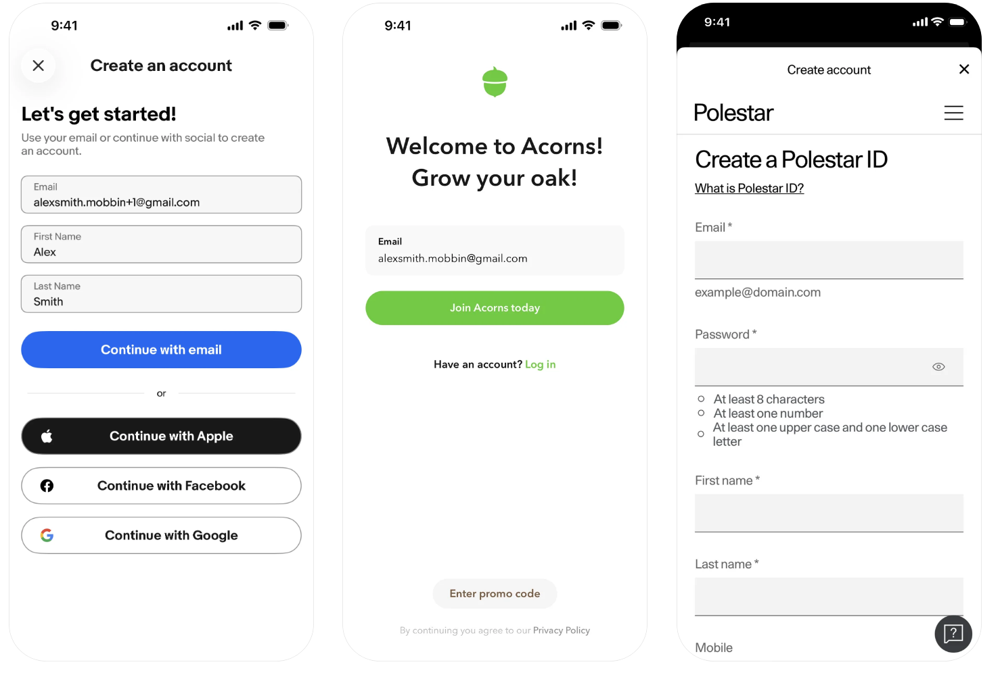 9:41
Create an account
Let's get started!
Use your email or continue with social to create
an account.
Email
alexsmith.mobbin+1@gmail.com
First Name
Alex
Last Name
Smith
Continue with email
or
Continue with Apple
Continue with Facebook
Continue with Google
9:41
Welcome to Acorns!
Grow your oak!
Email
alexsmith.mobbin@gmail.com
Join Acorns today
Have an account? Log in
Enter promo code
By continuing you agree to our Privacy Policy
9:41
Create account
Polestar
Create a Polestar ID
What is Polestar ID?
Email *
example@domain.com
Password *
At least 8 characters
At least one number
At least one upper case and one lower case
letter
First name *
Last name *
Mobile